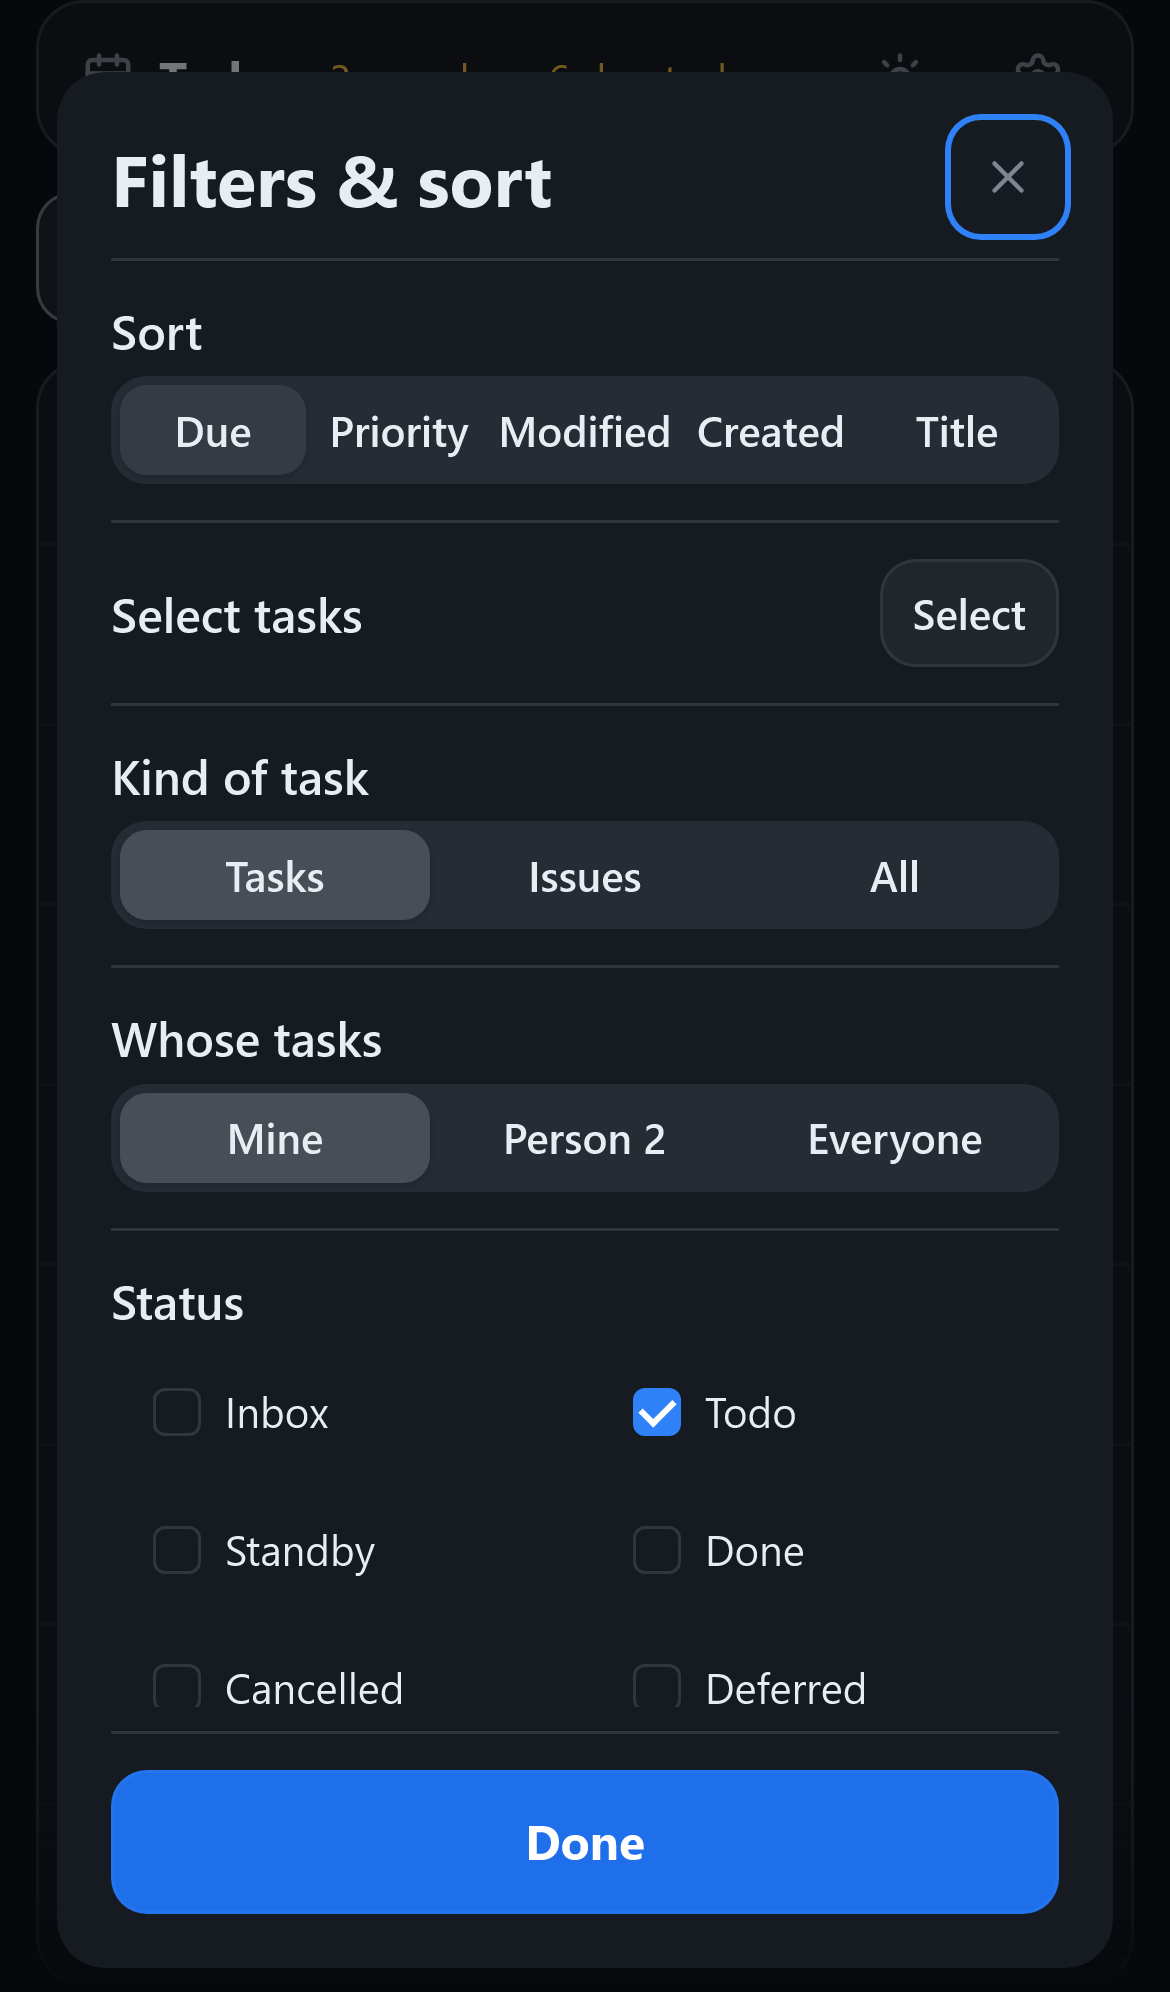 Filters & sort
Sort
Due Priority Modified Created Title
Select tasks Select
Kind of task
Tasks Issues All
Whose tasks
Mine Person 2 Everyone
Status
Inbox Todo
Standby Done
Cancelled Deferred
Done